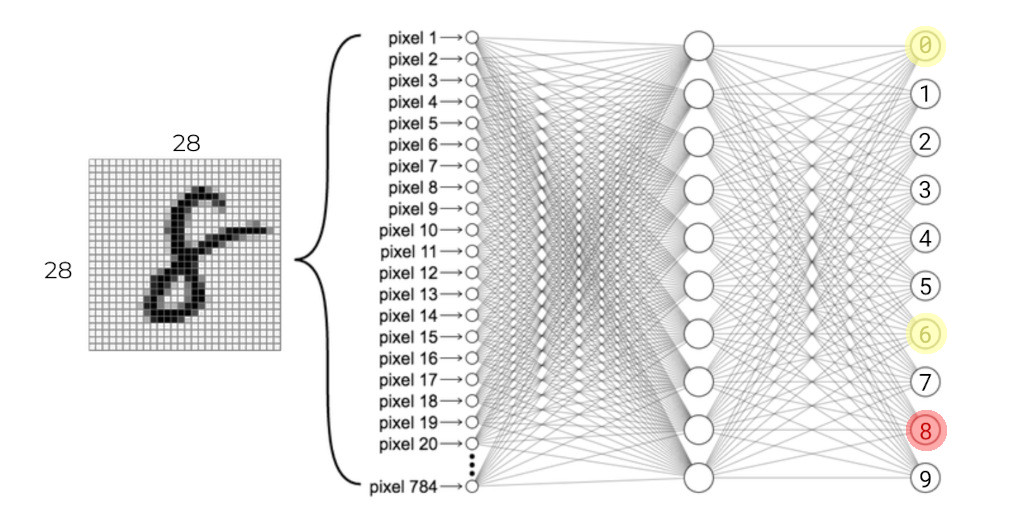 28
28
pixel 1
pixel 2
pixel 3
pixel 4
pixel 5
pixel 6
pixel 7
pixel 8
pixel 9
pixel 10
pixel 11
pixel 12
pixel 13
pixel 14
pixel 15
pixel 16
pixel 17
pixel 18
pixel 19
pixel 20
pixel 784
0
1
2
3
4
5
6
7
8
9